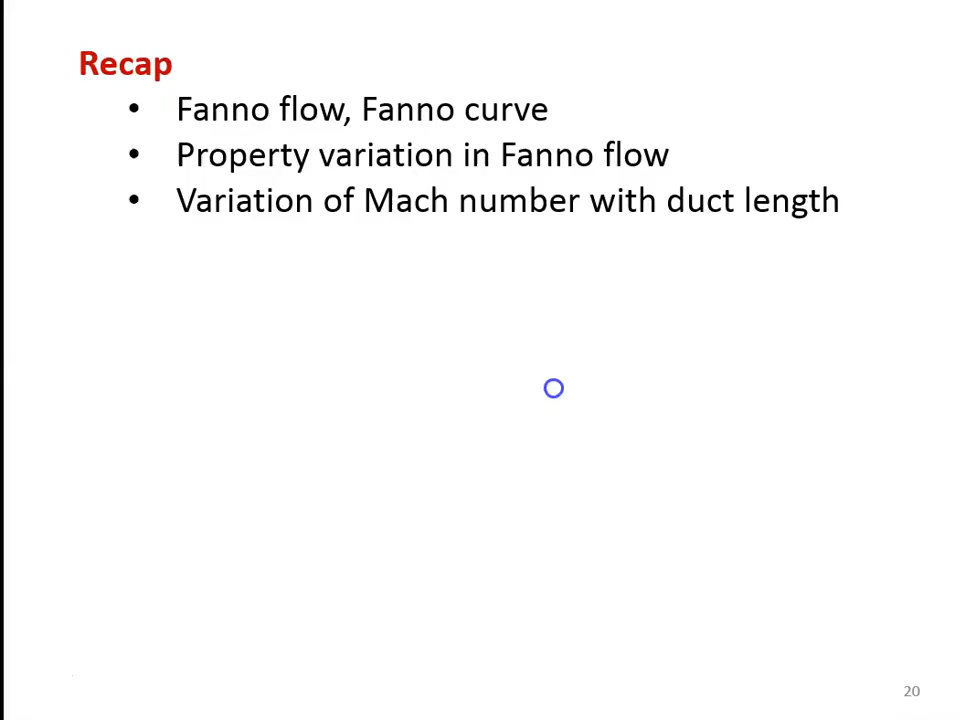 Recap
• Fanno flow, Fanno curve
• Property variation in Fanno flow
• Variation of Mach number with duct length
20